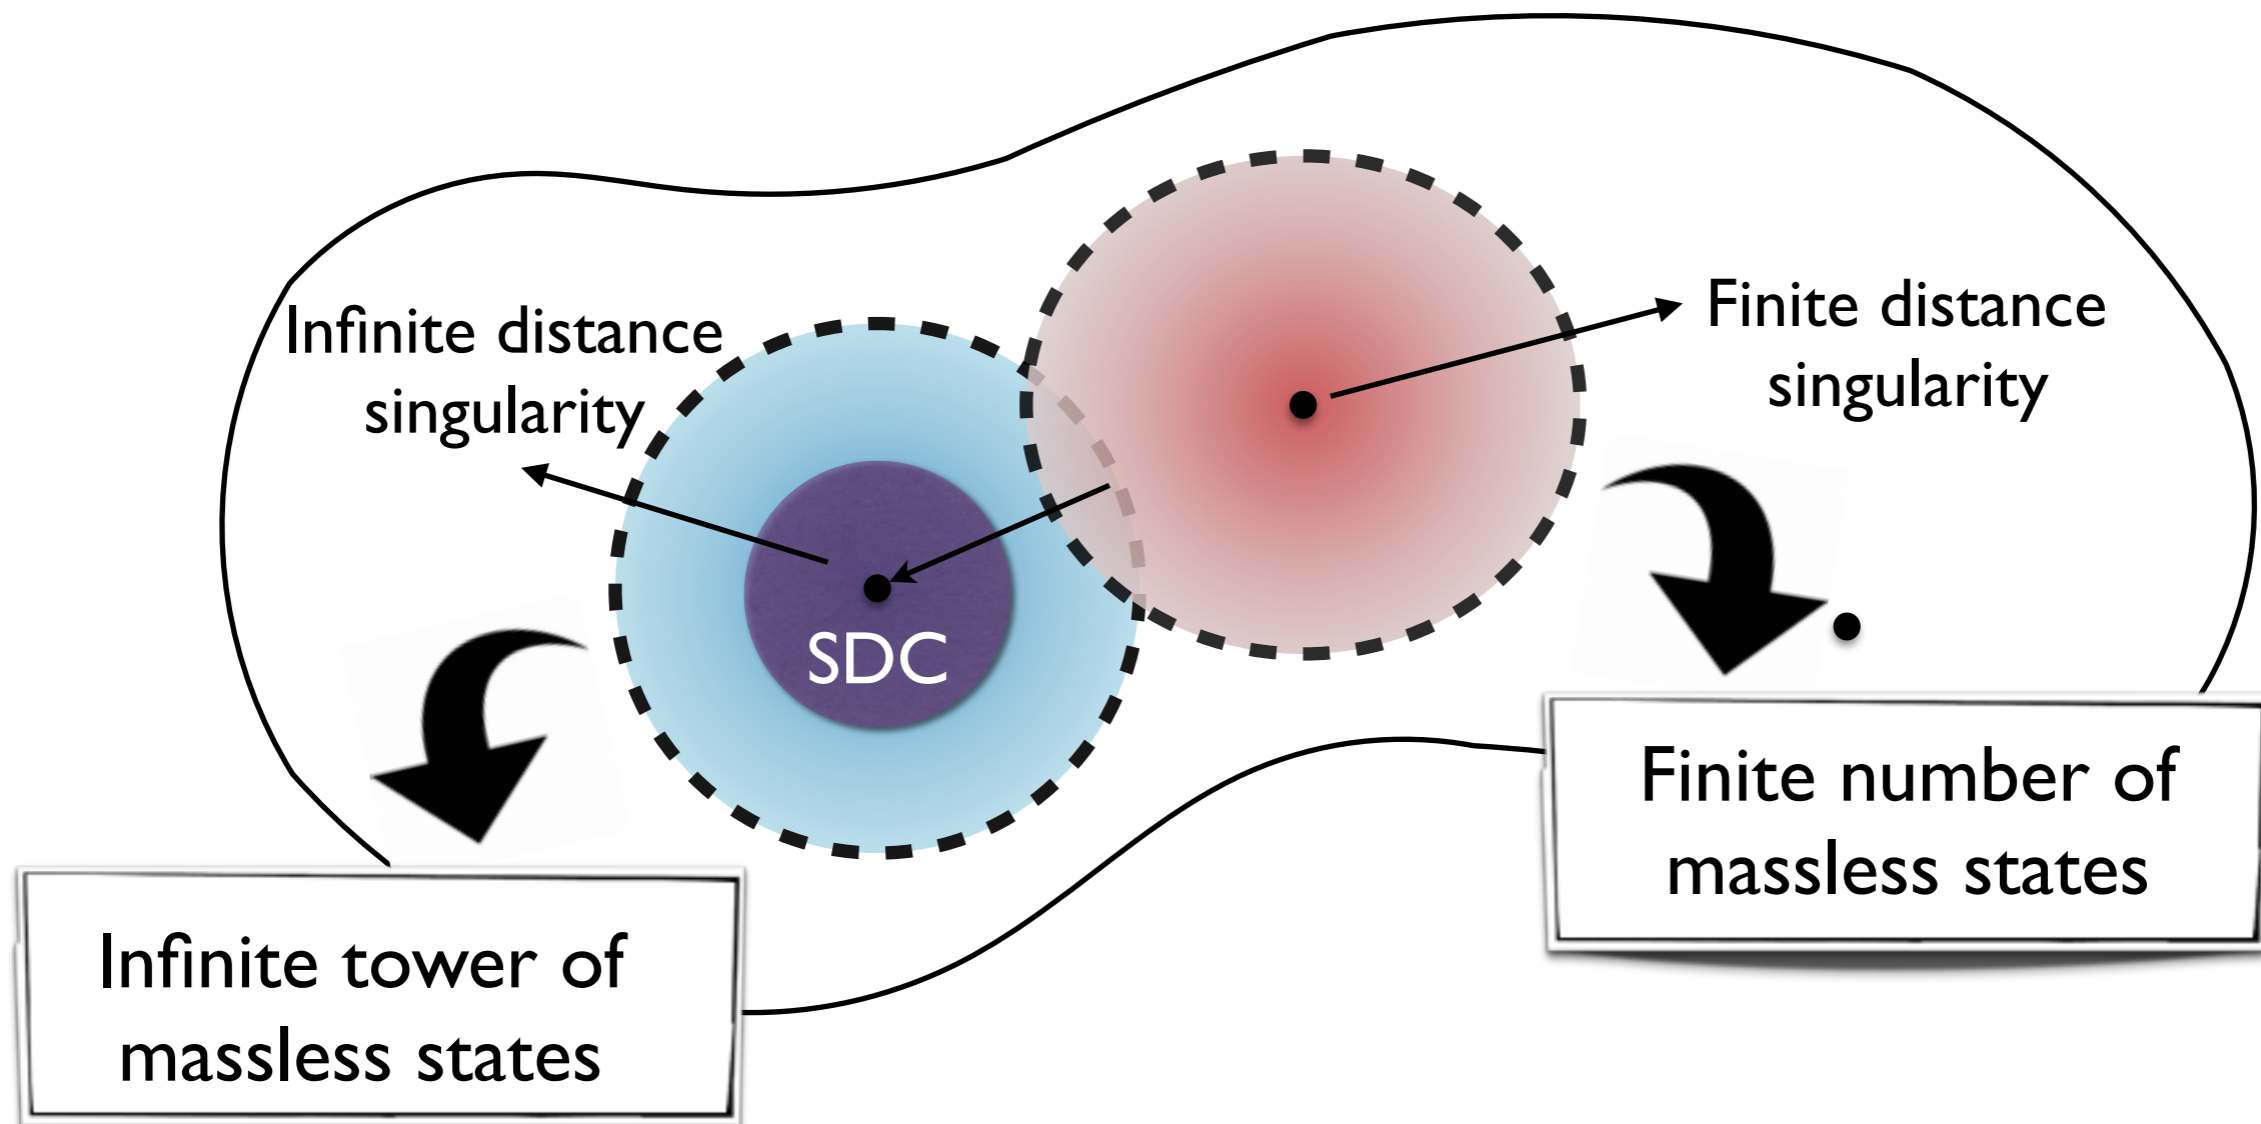 Infinite distance
singularity
Finite distance
singularity
SDC
Finite number of
massless states
Infinite tower of
massless states